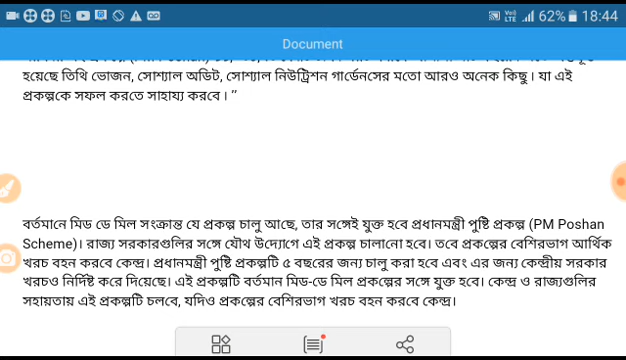 62% 18:44
Document
হয়েছে তিথি ভোজন, সোশ্যাল অডিট, সোশ্যাল নিউট্রিশন গার্ডেনসের মতো আরও অনেক কিছু। যা এই
প্রকল্পকে সফল করতে সাহায্য করবে। ’’
বর্তমানে মিড ডে মিল সংক্রান্ত যে প্রকল্প চালু আছে, তার সঙ্গেই যুক্ত হবে প্রধানমন্ত্রী পুষ্টি প্রকল্প (PM Poshan
Scheme)। রাজ্য সরকারগুলির সঙ্গে যৌথ উদ্যোগে এই প্রকল্প চালানো হবে। তবে প্রকল্পের বেশিরভাগ আর্থিক
খরচ বহন করবে কেন্দ্র। প্রধানমন্ত্রী পুষ্টি প্রকল্পটি ৫ বছরের জন্য চালু করা হবে এবং এর জন্য কেন্দ্রীয় সরকার
খরচও নির্দিষ্ট করে দিয়েছে। এই প্রকল্পটি বর্তমান মিড-ডে মিল প্রকল্পের সঙ্গে যুক্ত হবে। কেন্দ্র ও রাজ্যগুলির
সহায়তায় এই প্রকল্পটি চলবে, যদিও প্রকল্পের বেশিরভাগ খরচ বহন করবে কেন্দ্র।